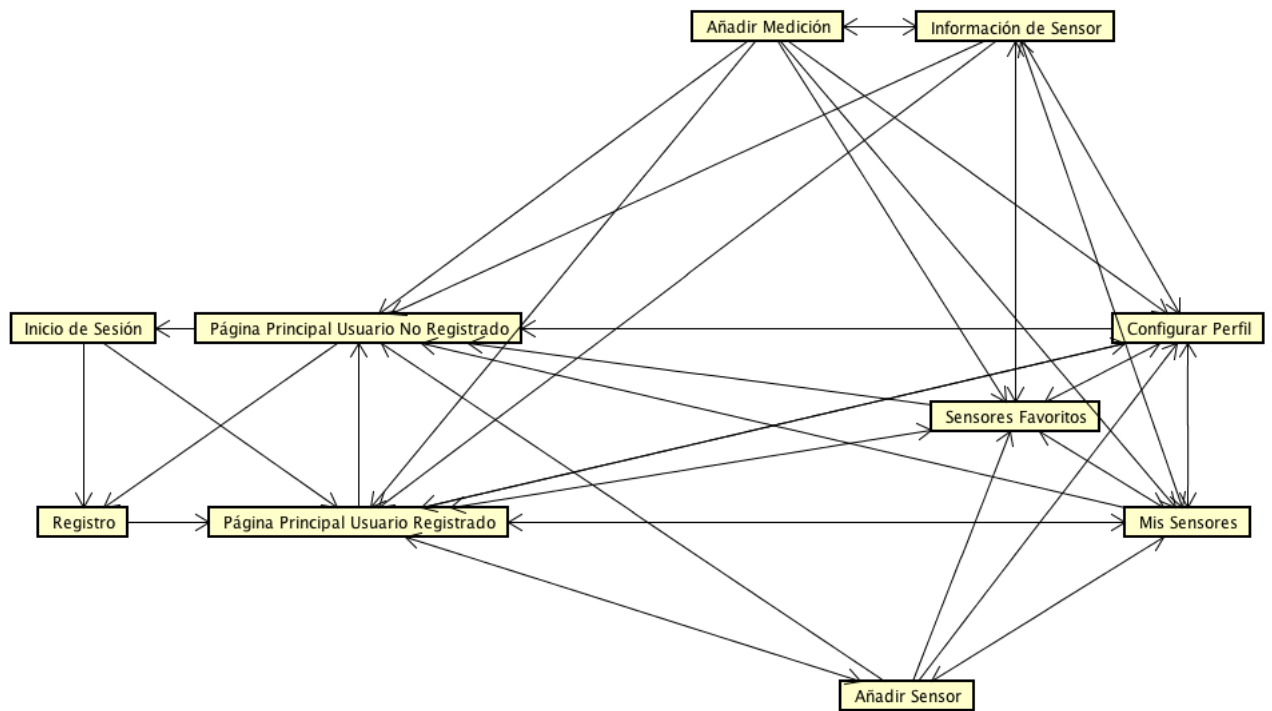 Añadir Medición
Información de Sensor
Inicio de Sesión
Página Principal Usuario No Registrado
Configurar Perfil
Sensores Favoritos
Registro
Página Principal Usuario Registrado
Mis Sensores
Añadir Sensor